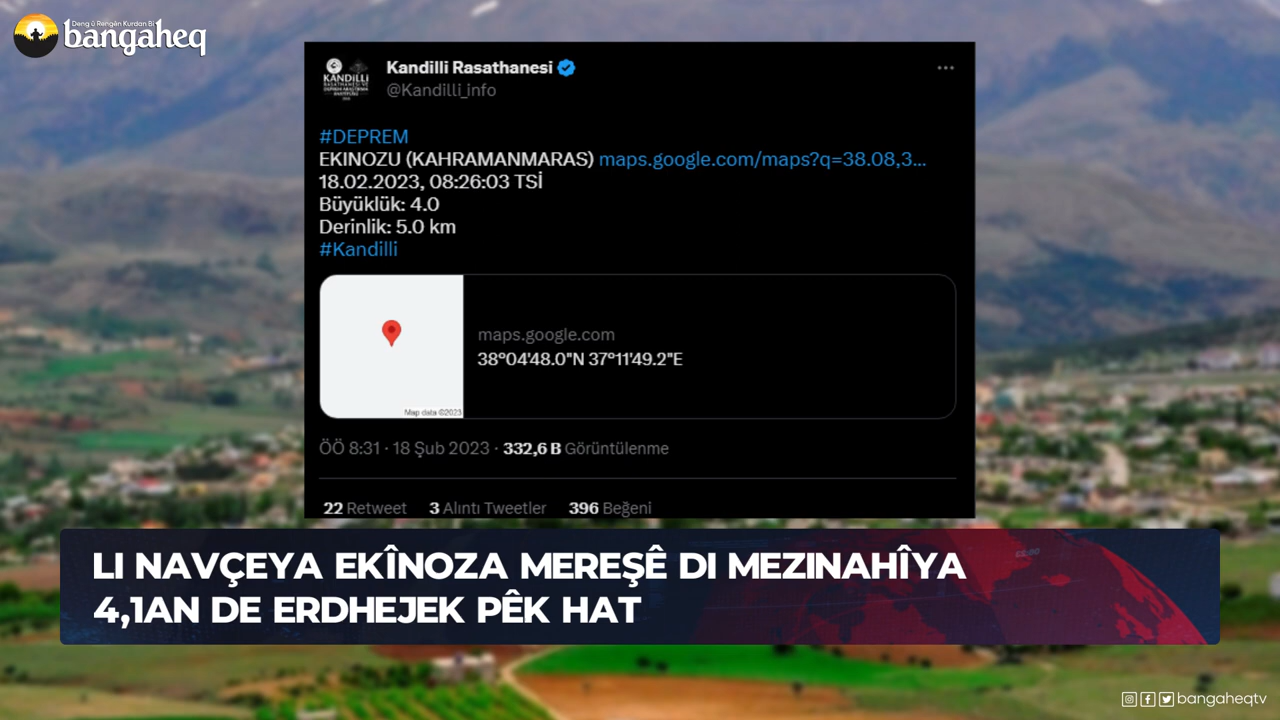 Deng û Rengên Kurdan Bi
bangaheq
KANDİLLİ
Kandilli Rasathanesi
@Kandilli_info
#DEPREM
EKINOZU (KAHRAMANMARAS) maps.google.com/maps?q=38.08,3...
18.02.2023, 08:26:03 TSİ
Büyüklük: 4.0
Derinlik: 5.0 km
#Kandilli
maps.google.com
38°04'48.0"N 37°11'49.2"E
Map data ©2023
ÖÖ 8:31 · 18 Şub 2023 · 332,6 B Görüntülenme
22 Retweet 3 Alıntı Tweetler 396 Beğeni
LI NAVÇEYA EKÎNOZA MEREŞÊ DI MEZINAHÎYA
4,1AN DE ERDHEJEK PÊK HAT
bangaheqtv